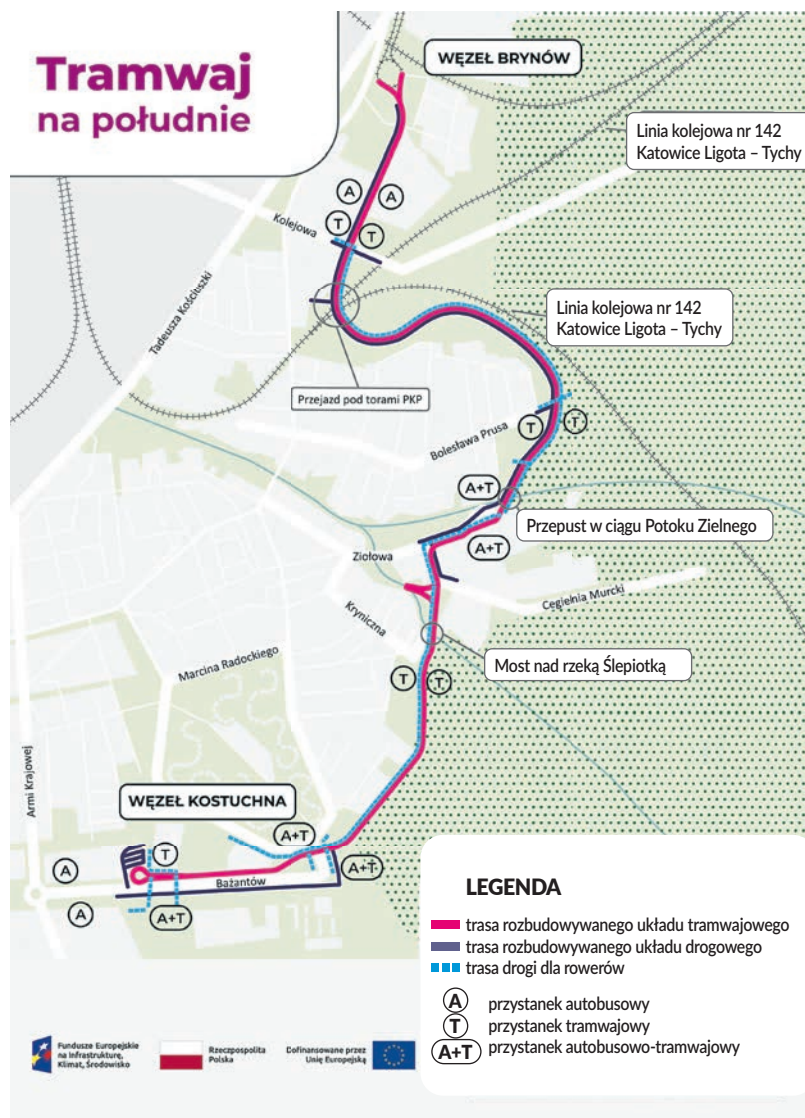 Tramwaj
na południe
WĘZEŁ BRYNÓW
Linia kolejowa nr 142
Katowice Ligota – Tychy
A
A
T
T
Kolejowa
Tadeusza Kościuszki
Linia kolejowa nr 142
Katowice Ligota – Tychy
Przejazd pod torami PKP
Bolesława Prusa
T
T
A+T
Przepust w ciągu Potoku Zielnego
A+T
Ziołowa
Cegielnia Murcki
Kryniczna
Most nad rzeką Ślepiotką
Marcina Radockiego
T
T
Armi Krajowej
WĘZEŁ KOSTUCHNA
A+T
T
A+T
A
Bażantów
A
A+T
LEGENDA
trasa rozbudowywanego układu tramwajowego
trasa rozbudowywanego układu drogowego
trasa drogi dla rowerów
A przystanek autobusowy
T przystanek tramwajowy
A+T przystanek autobusowo-tramwajowy
Fundusze Europejskie
na Infrastrukturę,
Klimat, Środowisko
Rzeczpospolita
Polska
Dofinansowane przez
Unię Europejską